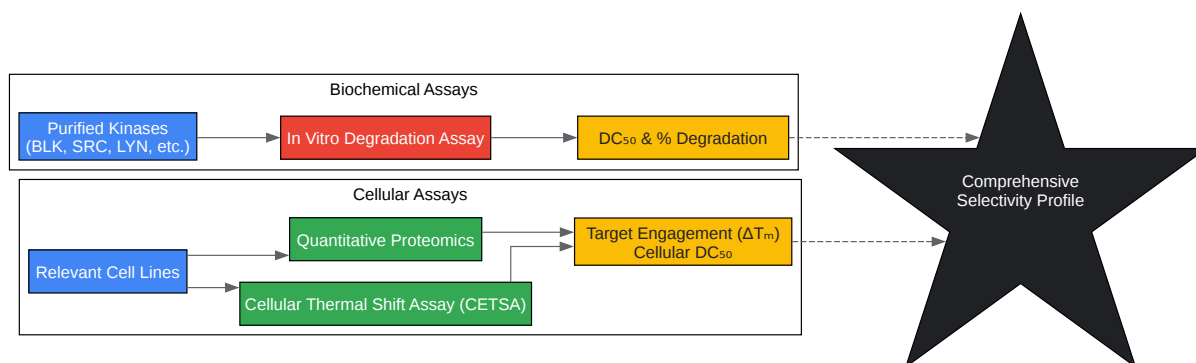 Biochemical Assays
Purified Kinases
(BLK, SRC, LYN, etc.)
In Vitro Degradation Assay
DC₅₀ & % Degradation
Cellular Assays
Relevant Cell Lines
Quantitative Proteomics
Cellular Thermal Shift Assay (CETSA)
Target Engagement (ΔTₘ)
Cellular DC₅₀
Comprehensive
Selectivity Profile